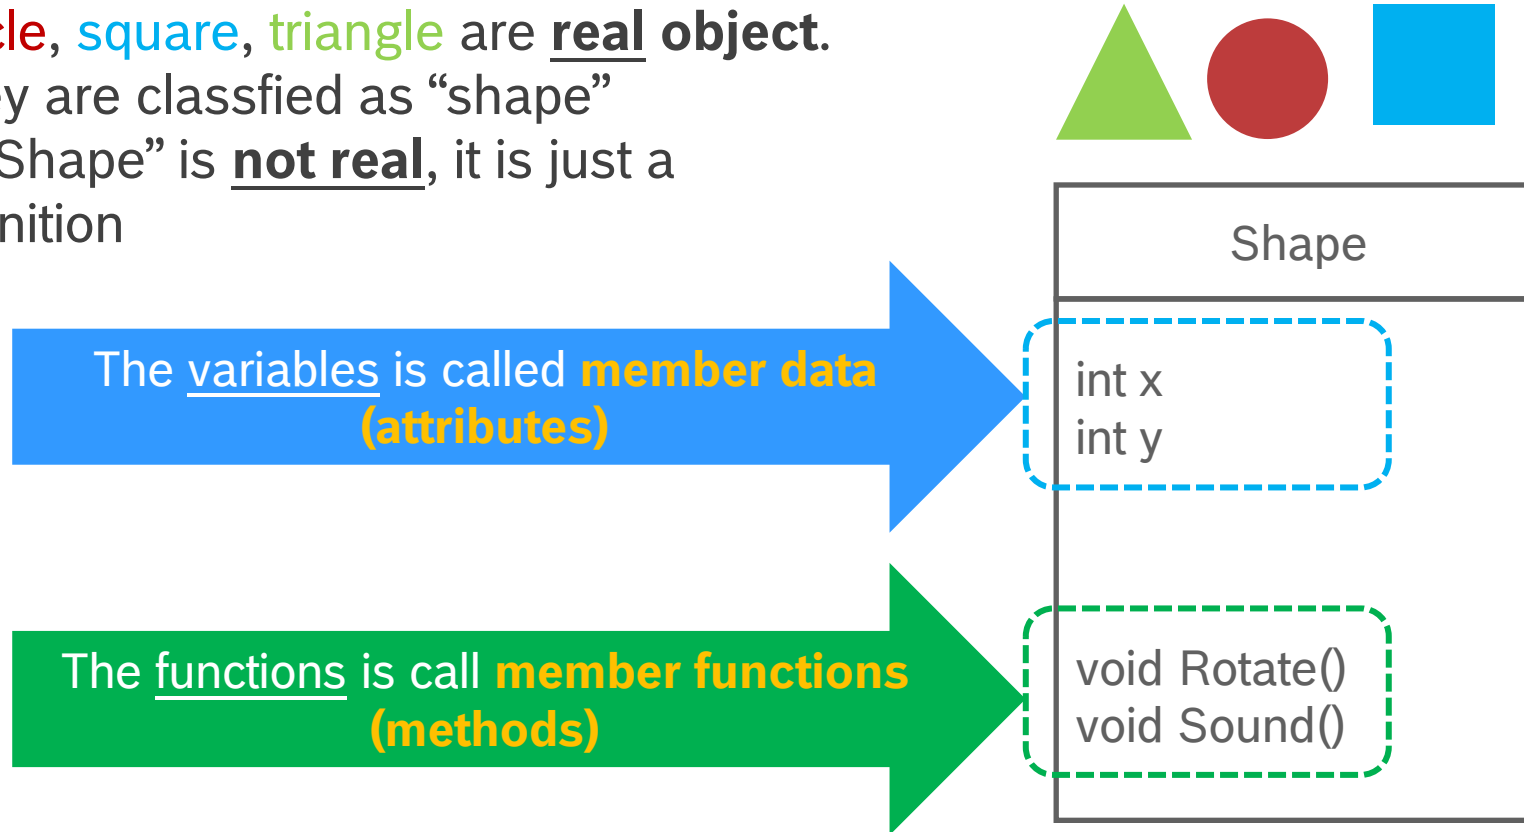 cle, square, triangle are real object.
y are classfied as “shape”
Shape” is not real, it is just a
nition
Shape
The variables is called member data
(attributes)
int x
int y
The functions is call member functions
(methods)
void Rotate()
void Sound()